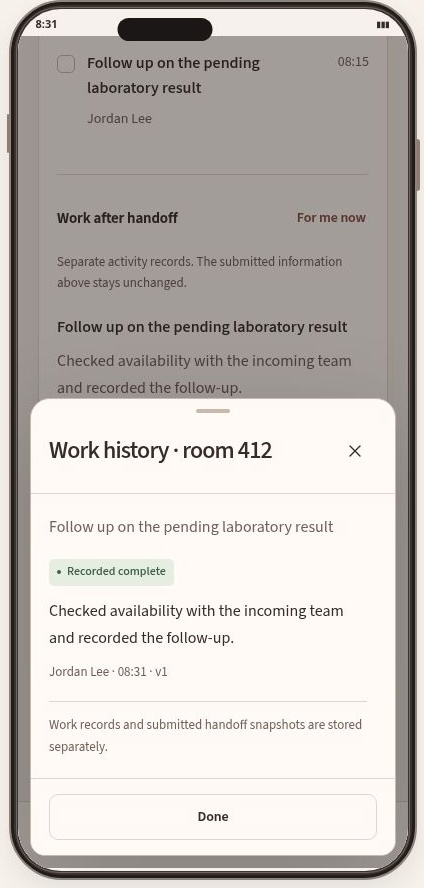 8:31
Follow up on the pending 08:15
laboratory result
Jordan Lee
Work after handoff For me now
Separate activity records. The submitted information
above stays unchanged.
Follow up on the pending laboratory result
Checked availability with the incoming team
and recorded the follow-up.
Work history · room 412
Follow up on the pending laboratory result
• Recorded complete
Checked availability with the incoming team
and recorded the follow-up.
Jordan Lee · 08:31 · v1
Work records and submitted handoff snapshots are stored
separately.
Done